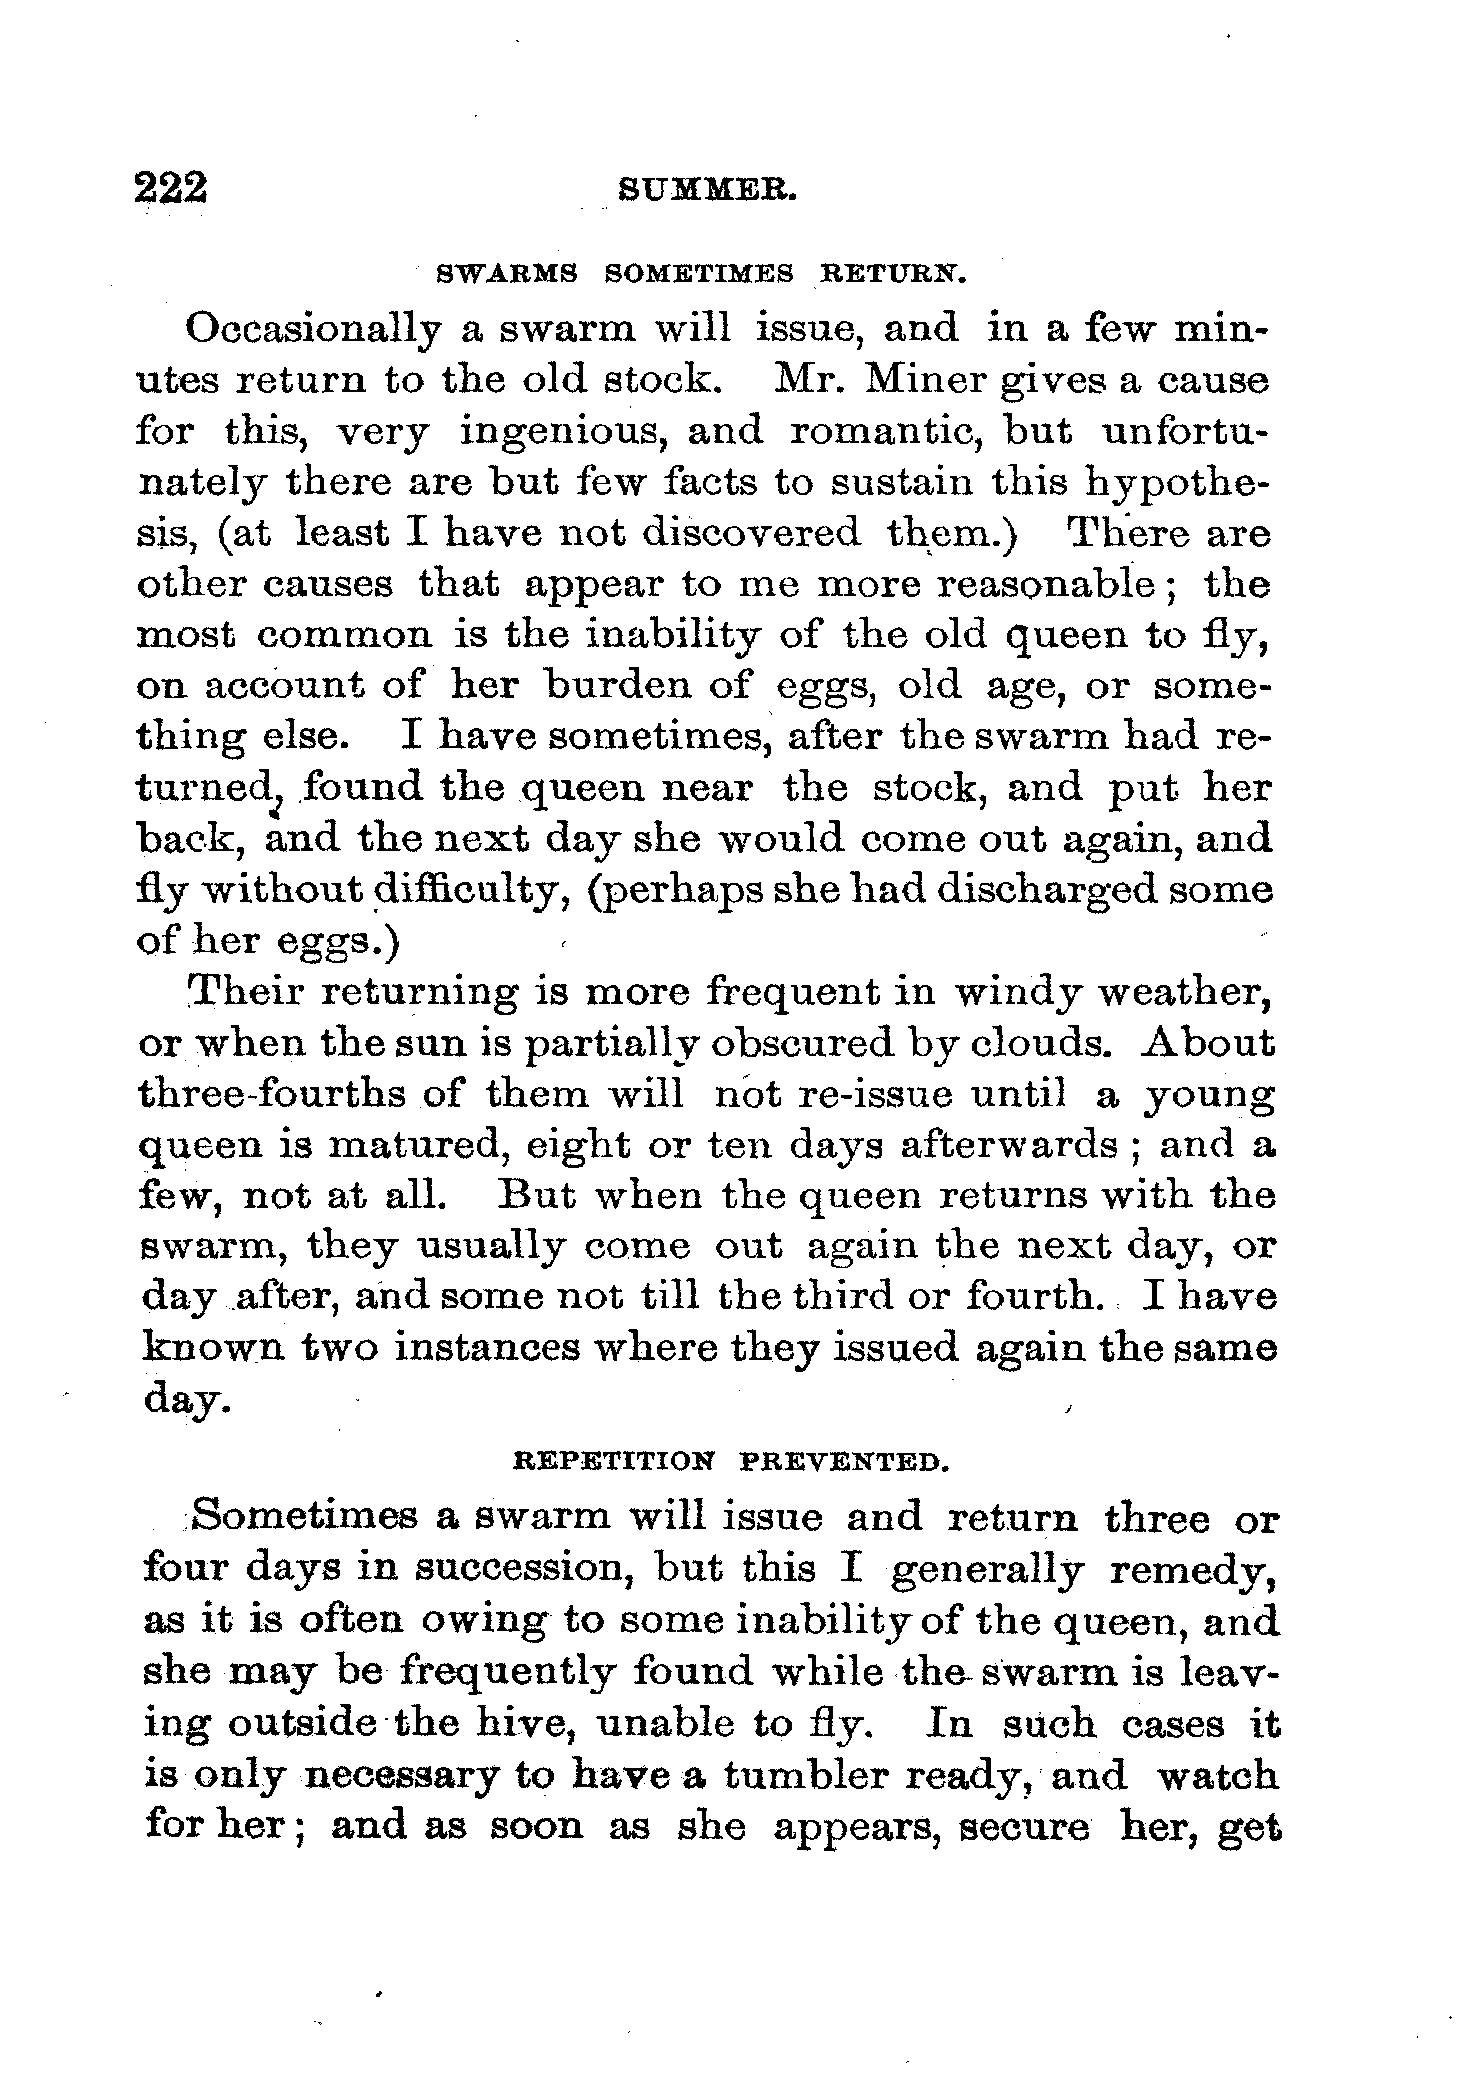 222 SUMMER.
SWARMS SOMETIMES RETURN.
Occasionally a swarm will issue, and in a few min-
utes return to the old stock. Mr. Miner gives a cause
for this, very ingenious, and romantic, but unfortu-
nately there are but few facts to sustain this hypothe-
sis, (at least I have not discovered them.) There are
other causes that appear to me more reasonable; the
most common is the inability of the old queen to fly,
on account of her burden of eggs, old age, or some-
thing else. I have sometimes, after the swarm had re-
turned, found the queen near the stock, and put her
back, and the next day she would come out again, and
fly without difficulty, (perhaps she had discharged some
of her eggs.)
Their returning is more frequent in windy weather,
or when the sun is partially obscured by clouds. About
three-fourths of them will not re-issue until a young
queen is matured, eight or ten days afterwards; and a
few, not at all. But when the queen returns with the
swarm, they usually come out again the next day, or
day after, and some not till the third or fourth. I have
known two instances where they issued again the same
day.
REPETITION PREVENTED.
Sometimes a swarm will issue and return three or
four days in succession, but this I generally remedy,
as it is often owing to some inability of the queen, and
she may be frequently found while the swarm is leav-
ing outside the hive, unable to fly. In such cases it
is only necessary to have a tumbler ready, and watch
for her; and as soon as she appears, secure her, get